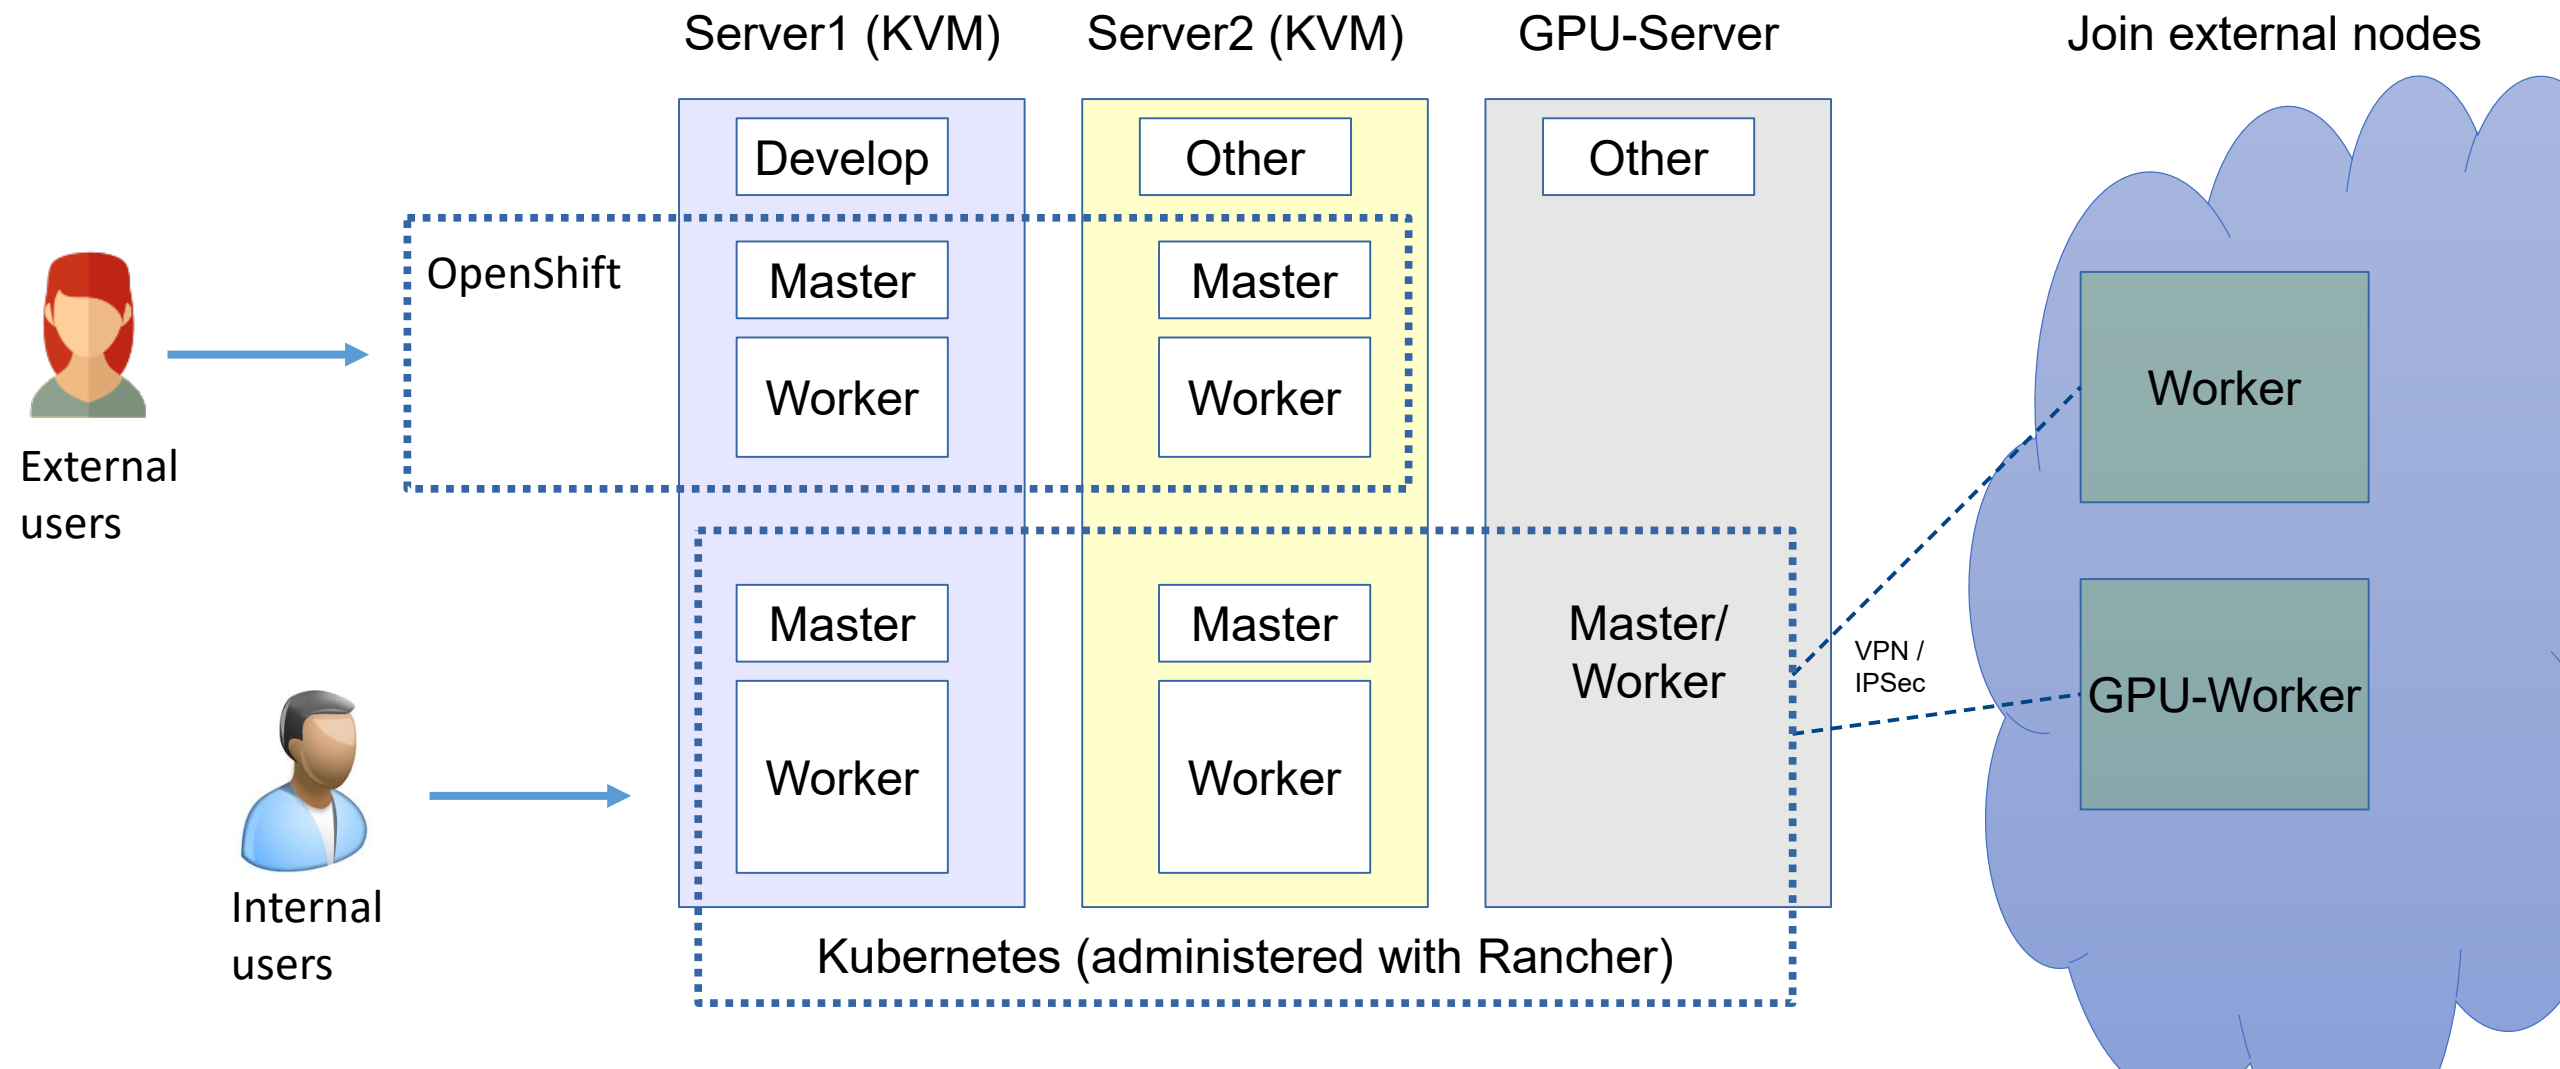 Server1 (KVM)
Server2 (KVM)
GPU-Server
Join external nodes
Develop
Other
Other
OpenShift
Master
Master
Worker
Worker
Worker
External
users
Master
Master
Master/
Worker
VPN /
IPSec
GPU-Worker
Worker
Worker
Internal
users
Kubernetes (administered with Rancher)